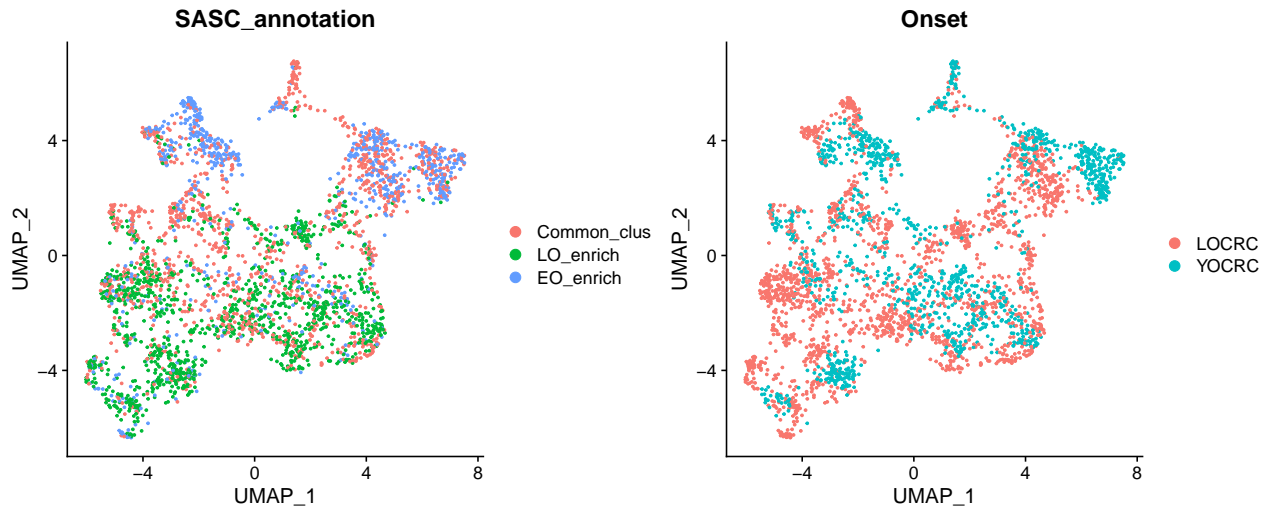 SASC_annotation
4
0
−4
UMAP_2
−4
0
4
8
UMAP_1
Common_clus
LO_enrich
EO_enrich
Onset
4
0
−4
UMAP_2
−4
0
4
8
UMAP_1
LOCRC
YOCRC